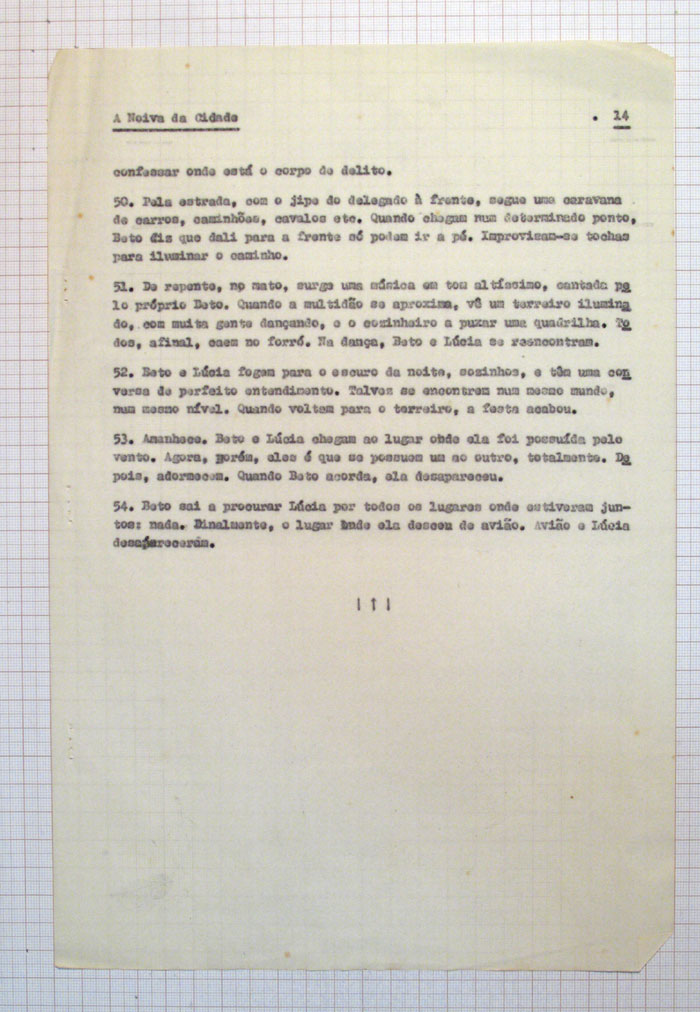 A Noiva da Cidade . 14
confessar onde está o corpo de delito.
50. Pela estrada, com o jipe do delegado à frente, segue uma caravana
de carros, caminhões, cavalos etc. Quando chegam num determinado ponto,
Beto diz que dali para a frente só podem ir a pé. Improvisam-se tochas
para iluminar o caminho.
51. De repente, no mato, surge uma música em tom altíssimo, cantada pe
lo próprio Beto. Quando a multidão se aproxima, vê um terreiro ilumina
do, com muita gente dançando, e o cozinheiro a puxar uma quadrilha. To
dos, afinal, caem no forró. Na dança, Beto e Lúcia se reencontram.
52. Beto e Lúcia fogem para o escuro da noite, sozinhos, e têm uma con
versa de perfeito entendimento. Talvez se encontrem num mesmo mundo,
num mesmo nível. Quando voltam para o terreiro, a festa acabou.
53. Amanhece. Beto e Lúcia chegam ao lugar onde ela foi possuída pelo
vento. Agora, porém, eles é que se possuem um ao outro, totalmente. De
pois, adormecem. Quando Beto acorda, ela desapareceu.
54. Beto sai a procurar Lúcia por todos os lugares onde estiveram jun-
tos: nada. Finalmente, o lugar onde ela desceu de avião. Avião e Lúcia
desapareceram.